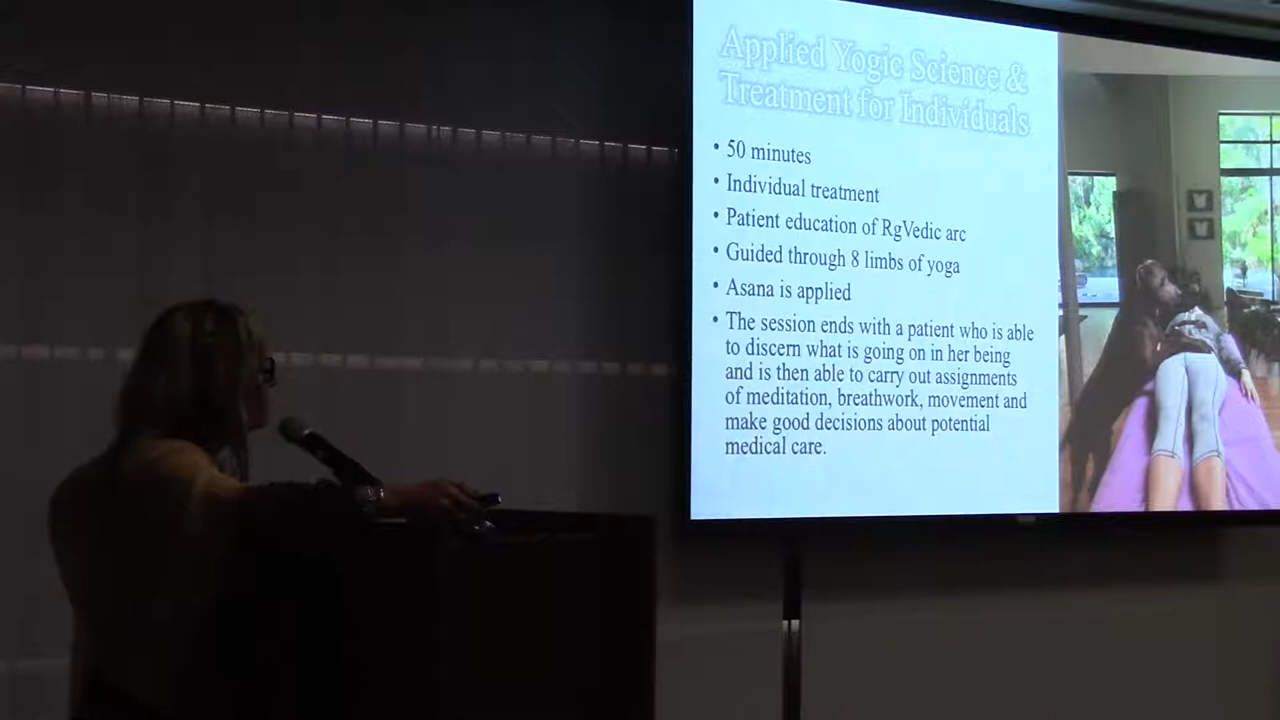 Applied Yogic Science &
Treatment for Individuals
• 50 minutes
• Individual treatment
• Patient education of RgVedic arc
• Guided through 8 limbs of yoga
• Asana is applied
• The session ends with a patient who is able
to discern what is going on in her being
and is then able to carry out assignments
of meditation, breathwork, movement and
make good decisions about potential
medical care.